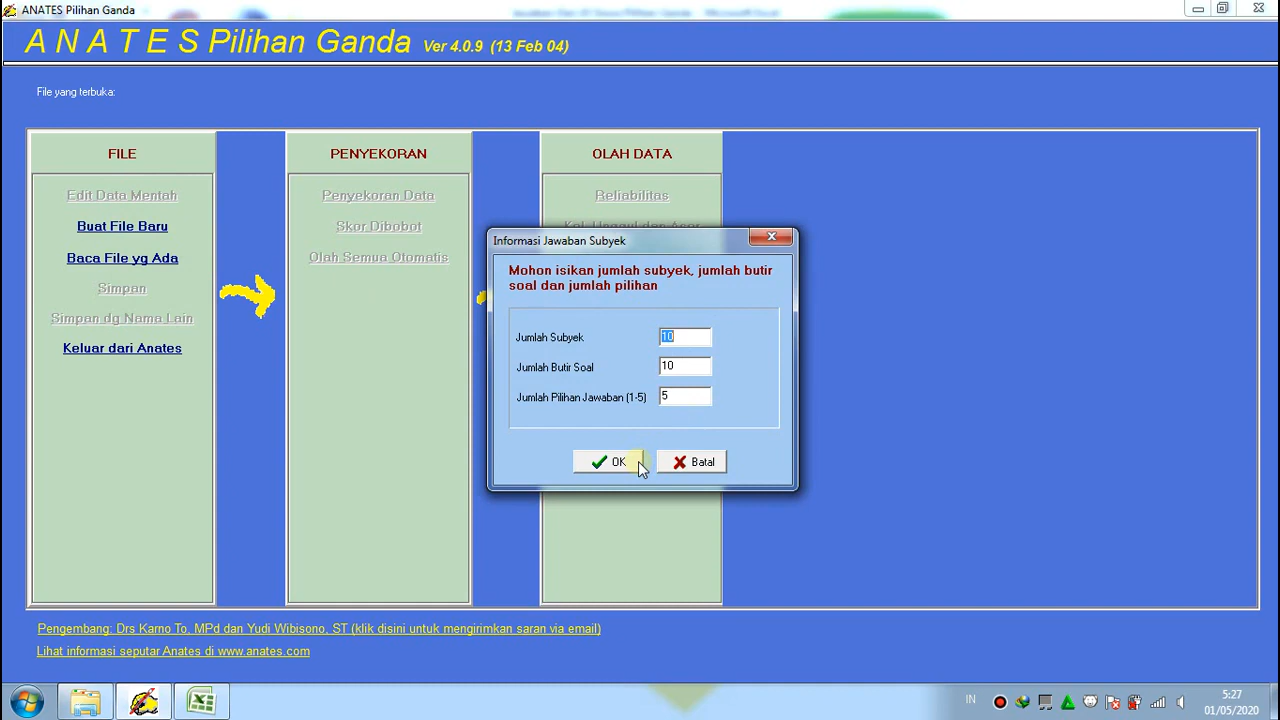 ANATES Pilihan Ganda
A N A T E S Pilihan Ganda Ver 4.0.9 (13 Feb 04)
File yang terbuka:
FILE
Edit Data Mentah
Buat File Baru
Baca File yg Ada
Simpan
Simpan dg Nama Lain
Keluar dari Anates
PENYEKORAN
Penyekoran Data
Skor Dibobot
Olah Semua Otomatis
OLAH DATA
Reliabilitas
Kel. Unggul dan Asor
Informasi Jawaban Subyek
Mohon isikan jumlah subyek, jumlah butir
soal dan jumlah pilihan
Jumlah Subyek 10
Jumlah Butir Soal 10
Jumlah Pilihan Jawaban (1-5) 5
OK
Batal
Pengembang: Drs Karno To, MPd dan Yudi Wibisono, ST (klik disini untuk mengirimkan saran via email)
Lihat informasi seputar Anates di www.anates.com
IN
5:27
01/05/2020